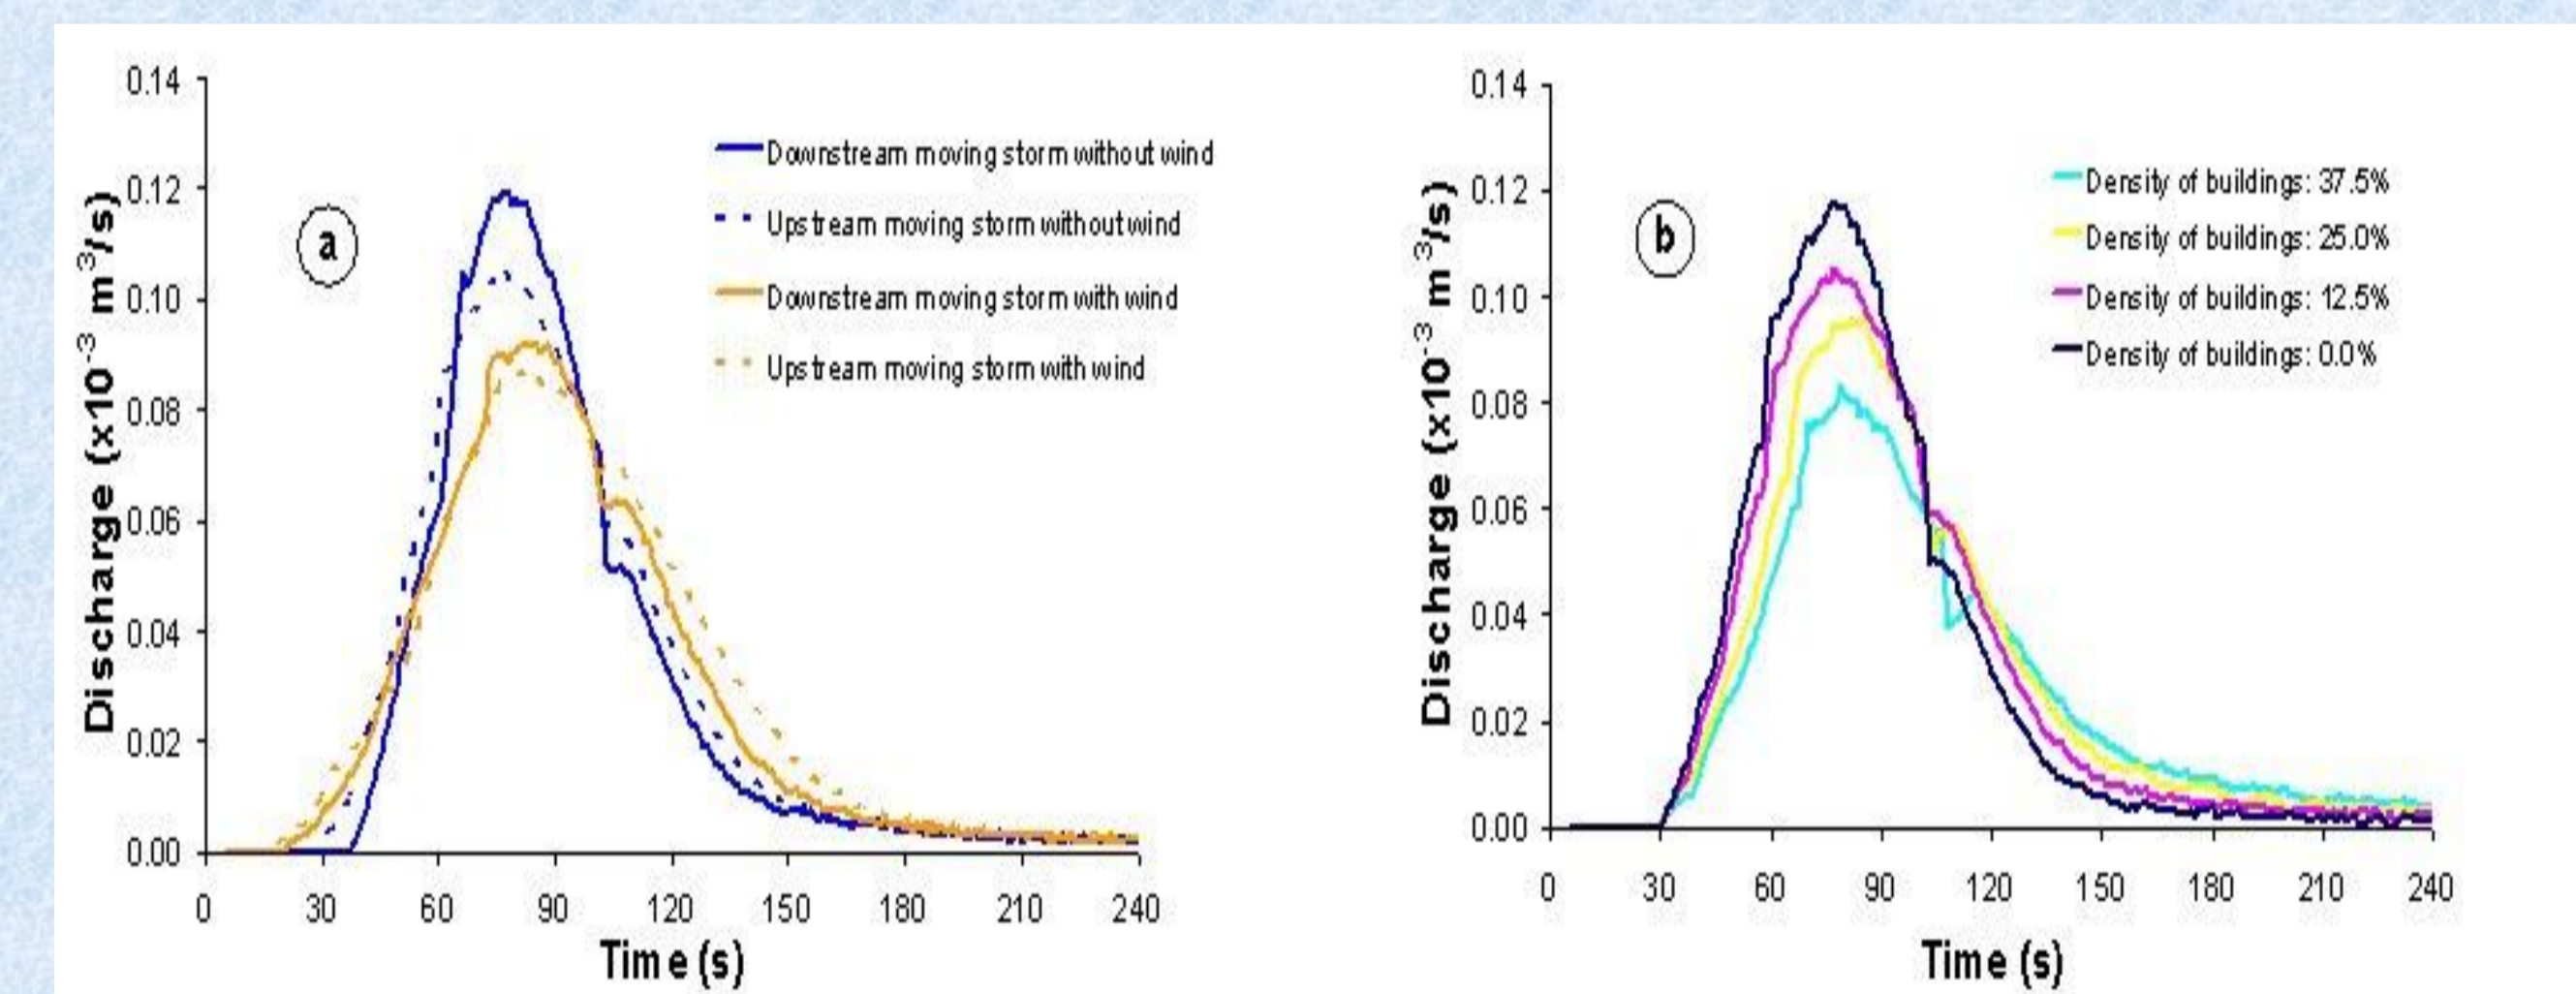 0.14
0.12
0.10
0.08
0.06
0.04
0.02
0.00
Discharge (x10⁻³ m³/s)
a
Downstream moving storm without wind
Upstream moving storm without wind
Downstream moving storm with wind
Upstream moving storm with wind
0 30 60 90 120 150 180 210 240
Time (s)
0.14
0.12
0.10
0.08
0.06
0.04
0.02
0.00
Discharge (x10⁻³ m³/s)
b
Density of buildings: 37.5%
Density of buildings: 25.0%
Density of buildings: 12.5%
Density of buildings: 0.0%
0 30 60 90 120 150 180 210 240
Time (s)